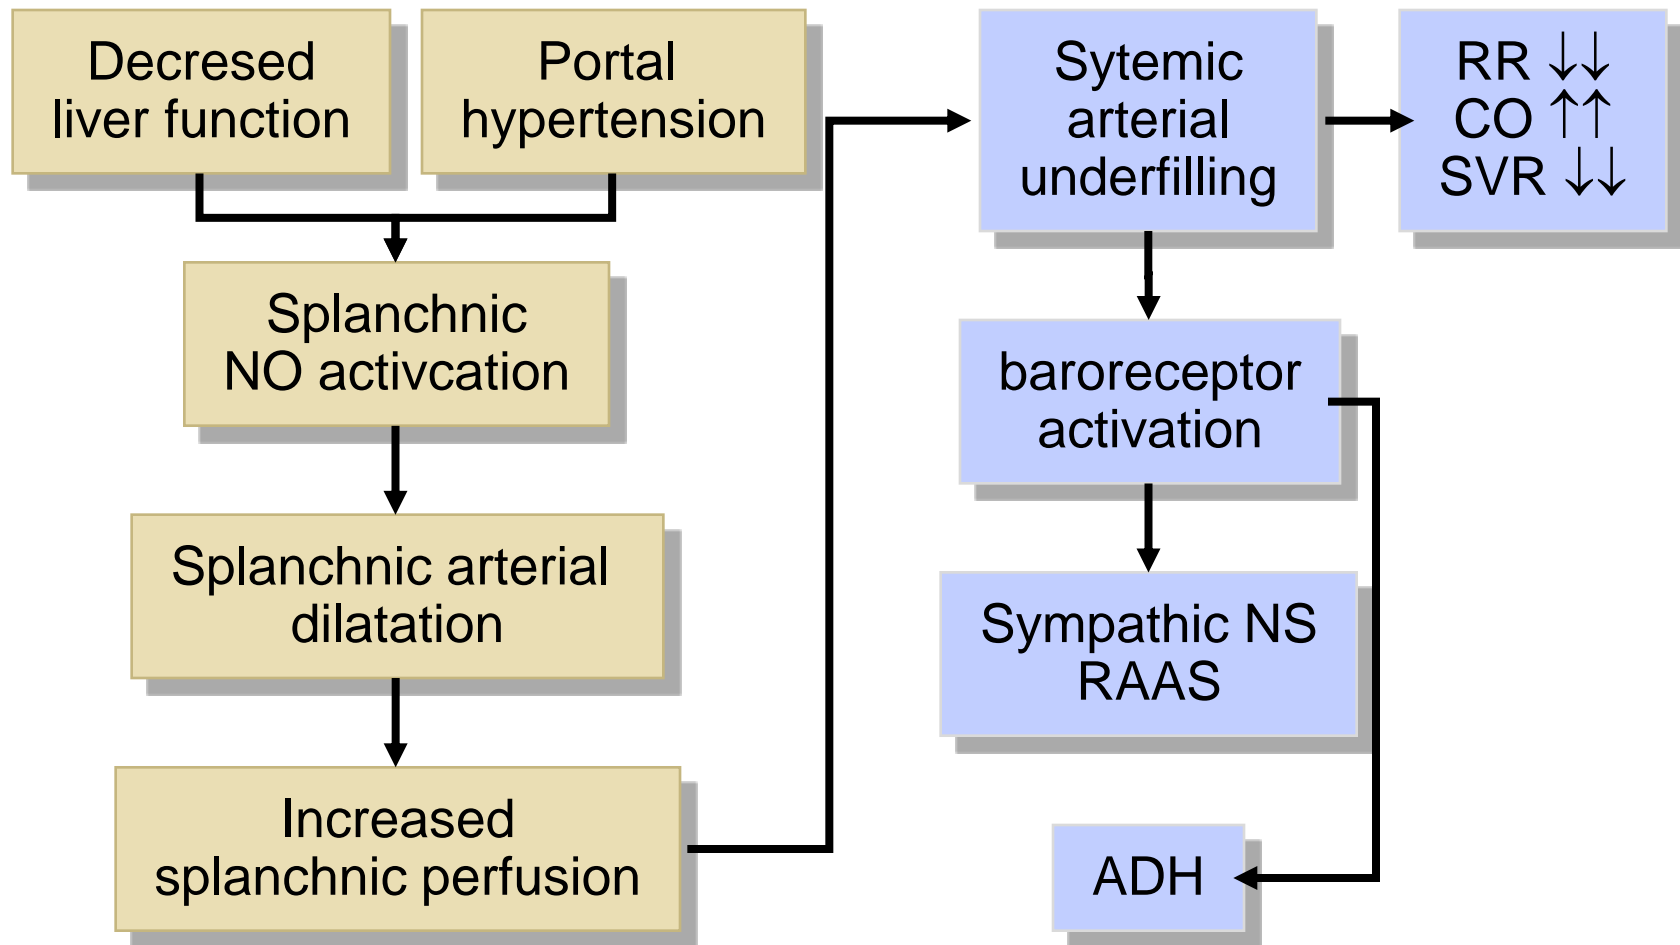 Decresed
liver function
Portal
hypertension
Splanchnic
NO activcation
Splanchnic arterial
dilatation
Increased
splanchnic perfusion
Sytemic
arterial
underfilling
RR ↓↓
CO ↑↑
SVR ↓↓
baroreceptor
activation
Sympathic NS
RAAS
ADH